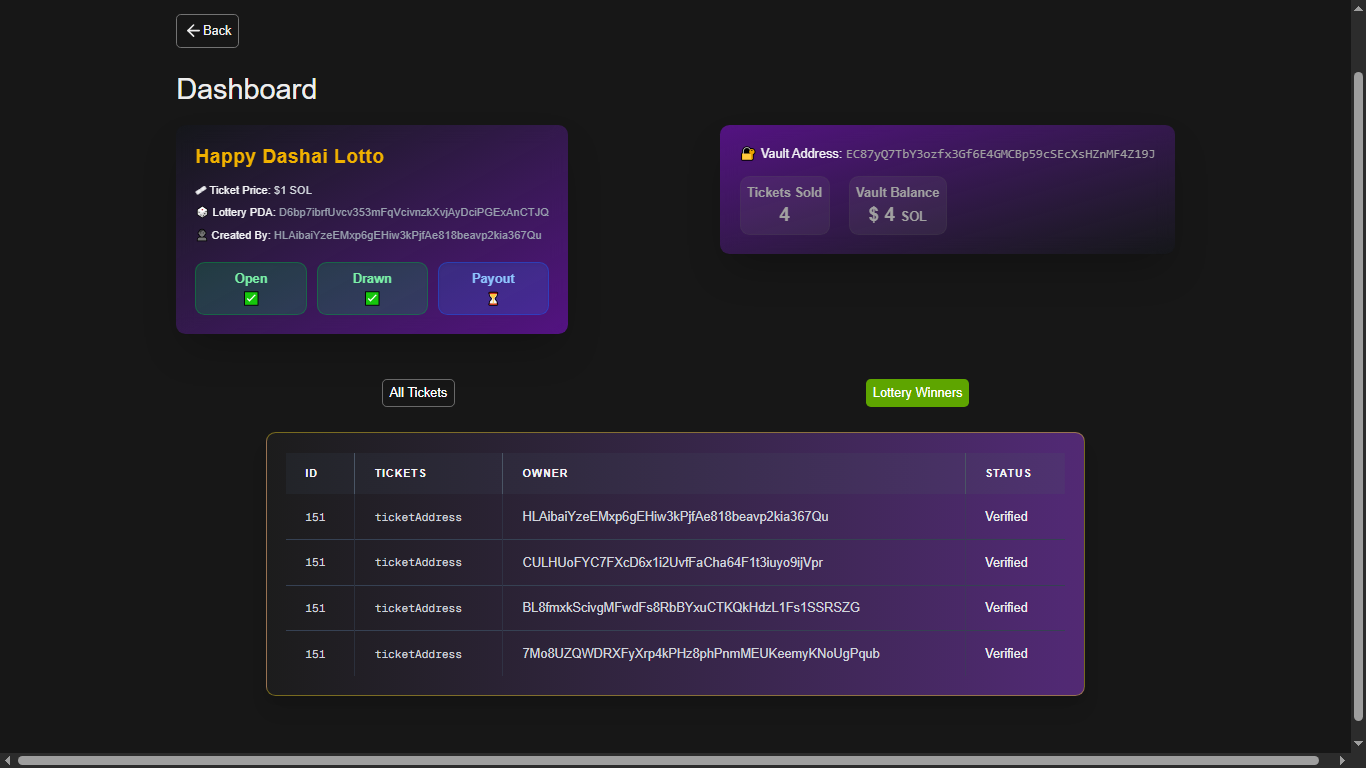 Back
Dashboard
Happy Dashai Lotto
Ticket Price: $1 SOL
Lottery PDA: D6bp7ibrfUvcv353mFqVcivnzkXvjAyDciPGExAnCTJQ
Created By: HLAibaiYzeEMxp6gEHiw3kPjfAe818beavp2kia367Qu
Open Drawn Payout
Vault Address: EC87yQ7TbY3ozfx3Gf6E4GMCBp59cSEcXsHZnMF4Z19J
Tickets Sold Vault Balance
4 $ 4 SOL
All Tickets Lottery Winners
ID TICKETS OWNER STATUS
151 ticketAddress HLAibaiYzeEMxp6gEHiw3kPjfAe818beavp2kia367Qu Verified
151 ticketAddress CULHUoFYC7FXcD6x1i2UvfFaCha64F1t3iuyo9ijVpr Verified
151 ticketAddress BL8fmxkScivgMFwdFs8RbBYxuCTKQkHdzL1Fs1SSRSZG Verified
151 ticketAddress 7Mo8UZQWDRXFyXrp4kPHz8phPnmMEUKeemyKNoUgPqub Verified